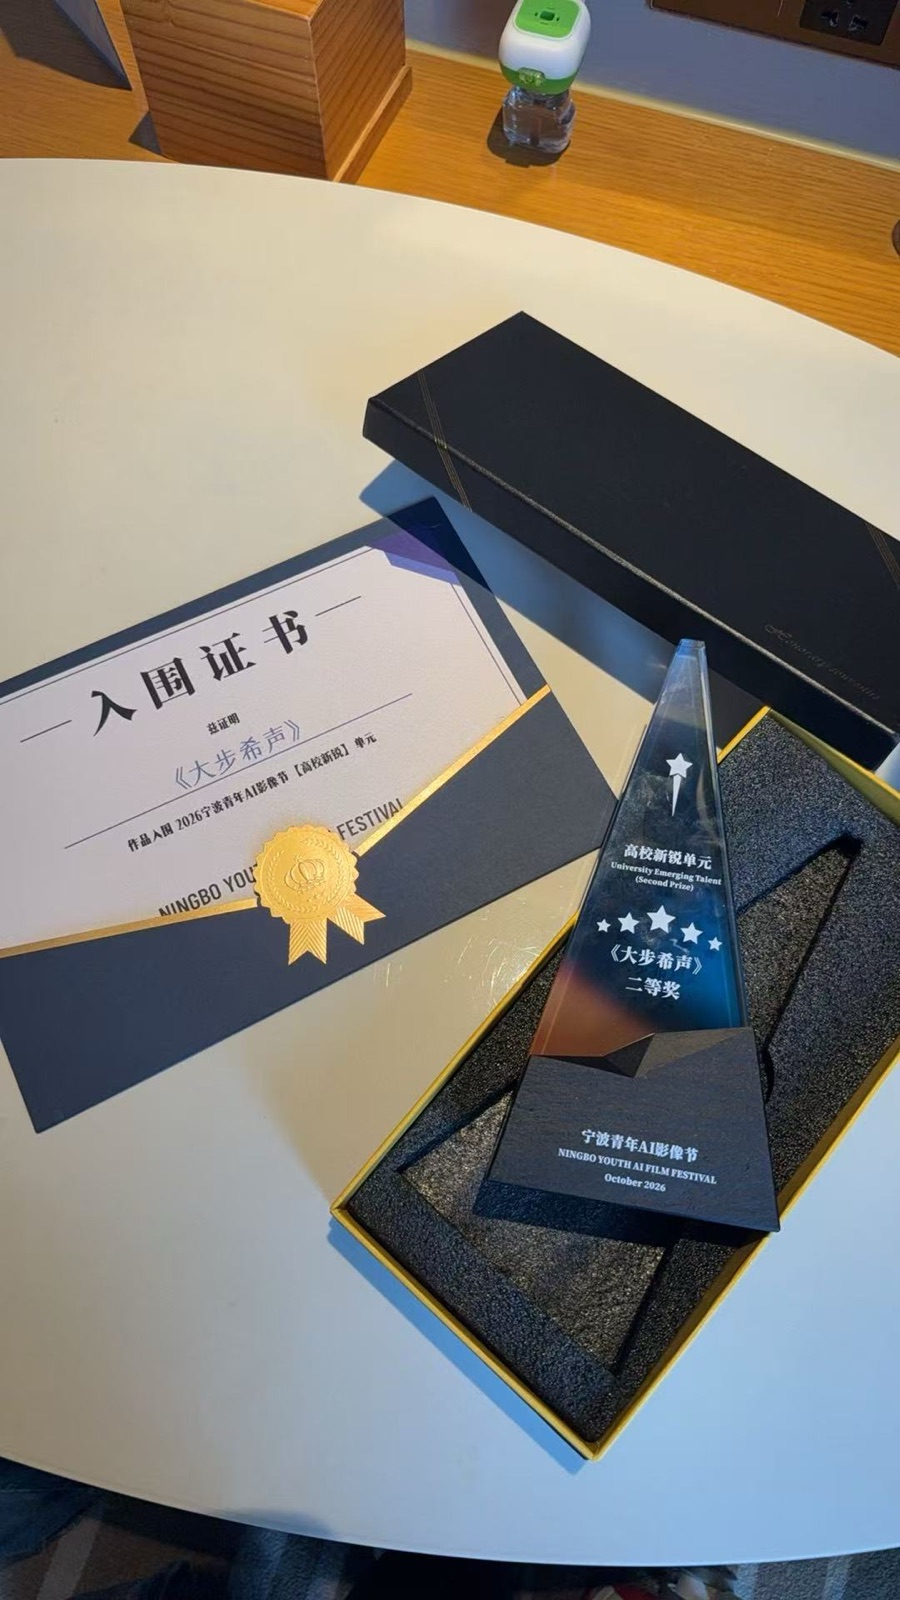 入围证书
兹证明
《大步希声》
作品入围 2026宁波青年AI影像节【高校新锐】单元
NINGBO YOU
FESTIVAL
高校新锐单元
University Emerging Talent
(Second Prize)
《大步希声》
二等奖
宁波青年AI影像节
NINGBO YOUTH AI FILM FESTIVAL
October 2026